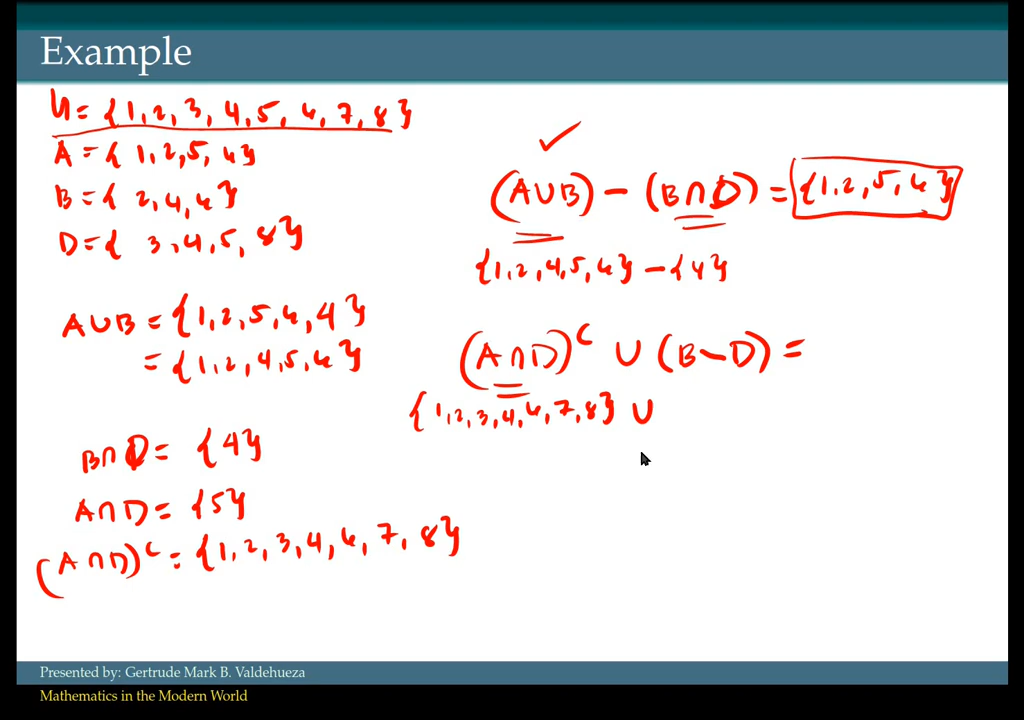 Example
U = {1, 2, 3, 4, 5, 6, 7, 8}
A = { 1, 2, 5, 6}
B = { 2, 4, 6}
D = { 3, 4, 5, 8}
A ∪ B = {1, 2, 5, 6, 4}
= {1, 2, 4, 5, 6}
B ∩ D = {4}
A ∩ D = {5}
(A ∩ D)ᶜ = {1, 2, 3, 4, 6, 7, 8}
(A ∪ B) − (B ∩ D) = {1, 2, 5, 6}
{1, 2, 4, 5, 6} − {4}
(A ∩ D)ᶜ ∪ (B − D) =
{1, 2, 3, 4, 6, 7, 8} ∪
Presented by: Gertrude Mark B. Valdehueza
Mathematics in the Modern World